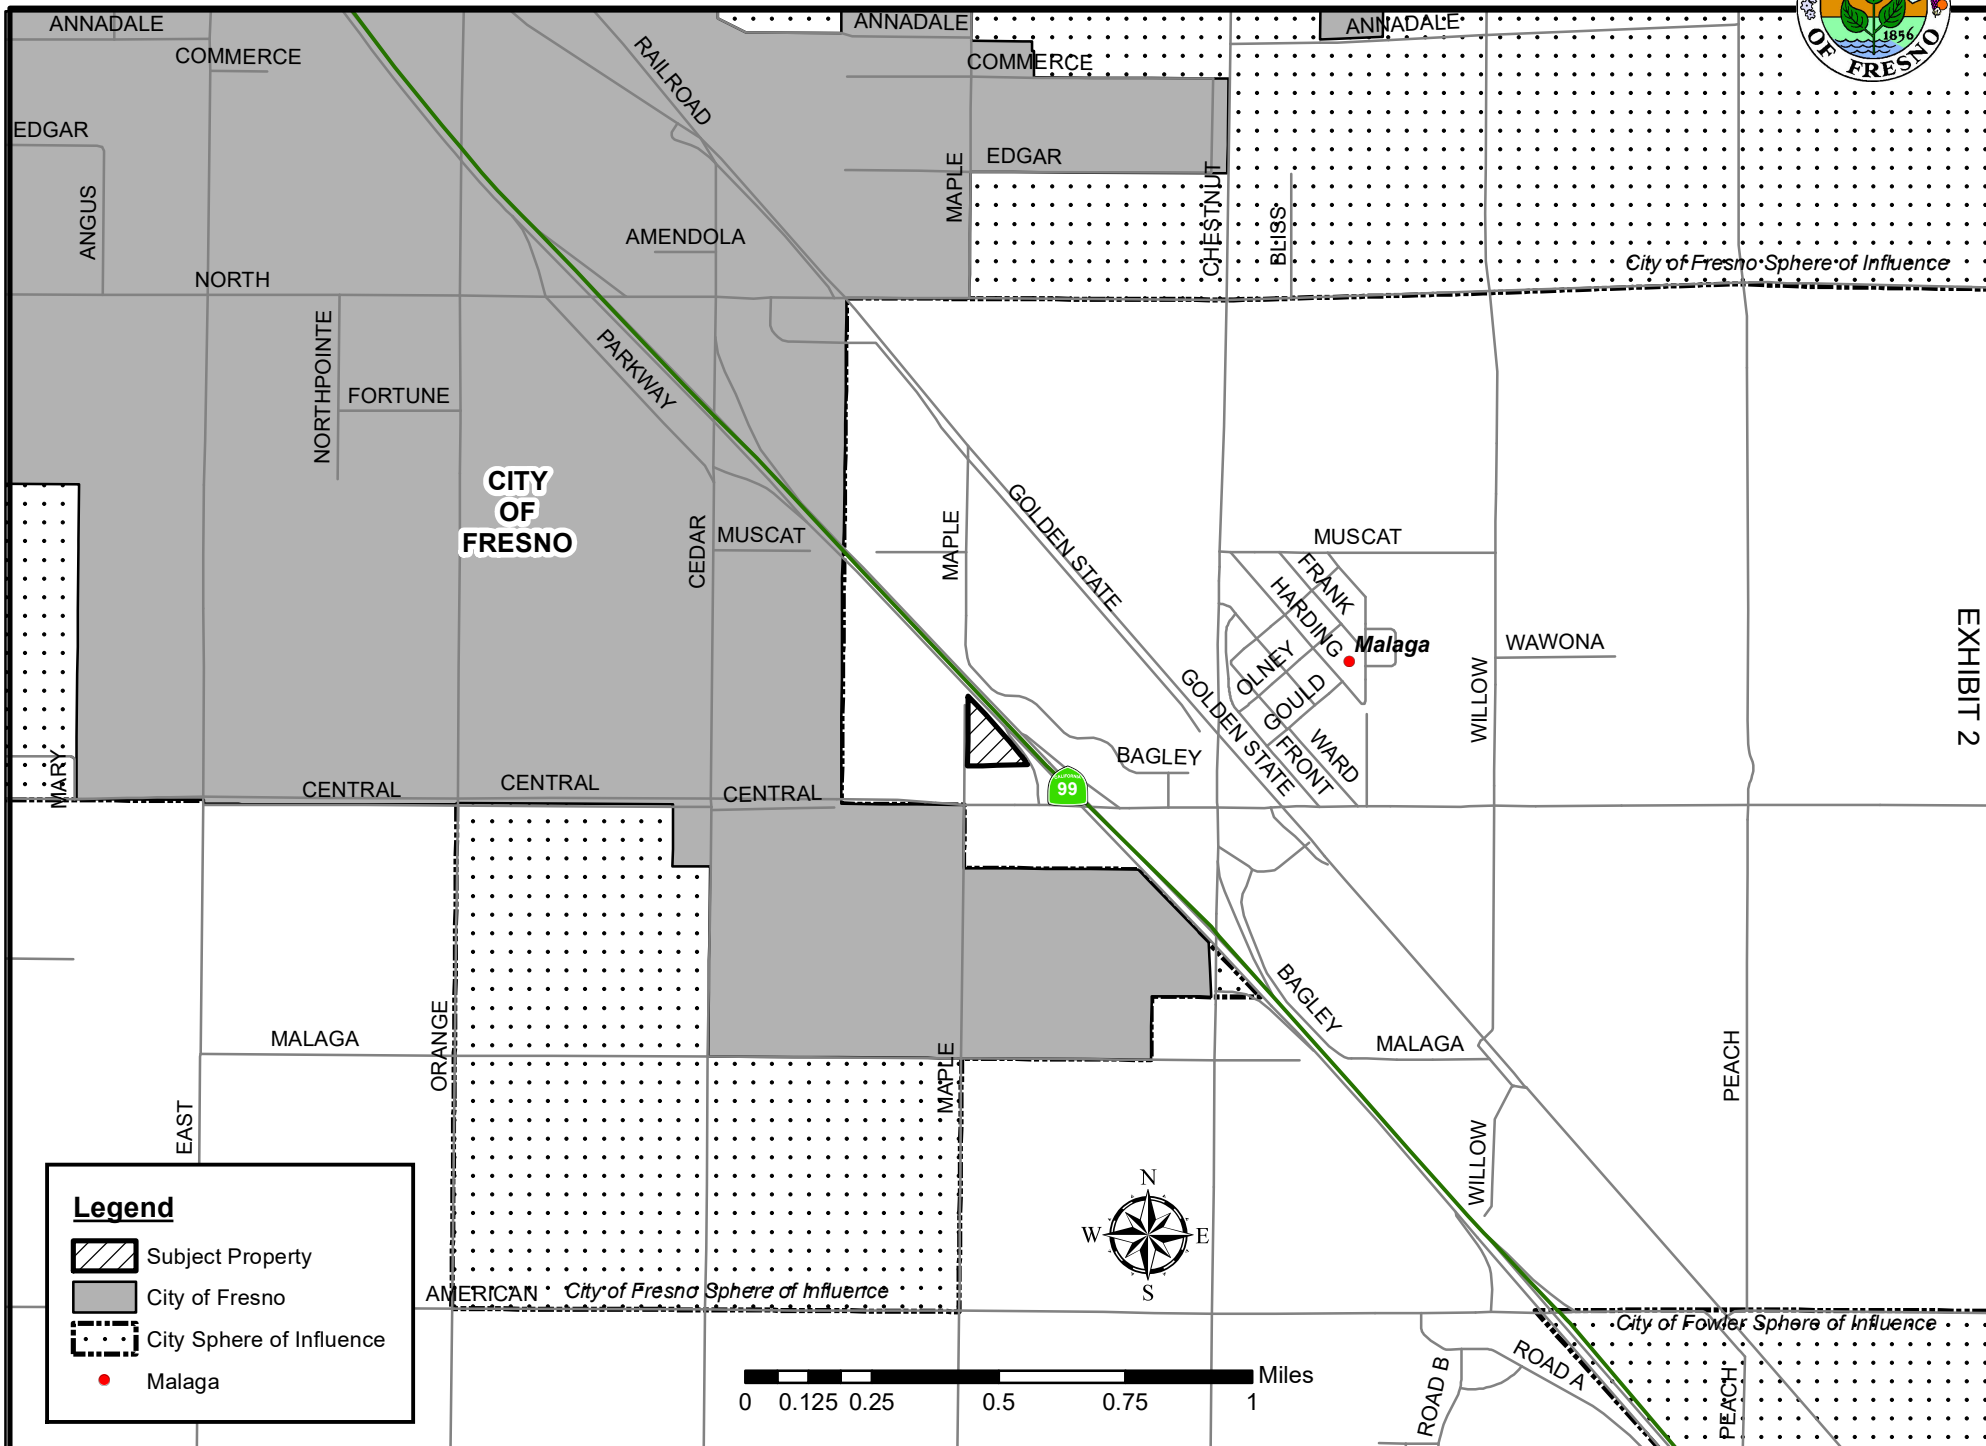 ANNADALE
ANNADALE
ANNADALE
COMMERCE
RAILROAD
COMMERCE
1856
OF FRESNO
EDGAR
EDGAR
ANGUS
MAPLE
CHESTNUT
BLISS
AMENDOLA
NORTH
City of Fresno Sphere of Influence
NORTHPOINTE
PARKWAY
FORTUNE
CITY
OF
FRESNO
CEDAR
MUSCAT
MAPLE
GOLDEN STATE
MUSCAT
FRANK
HARDING
Malaga
WAWONA
EXHIBIT 2
OLNEY
GOULD
GOLDEN STATE
WARD
FRONT
WILLOW
BAGLEY
MARY
CENTRAL
CENTRAL
CENTRAL
CALIFORNIA
99
BAGLEY
MALAGA
ORANGE
MALAGA
MAPLE
PEACH
EAST
WILLOW
Legend
Subject Property
City of Fresno
City Sphere of Influence
Malaga
N
W
E
S
AMERICAN
City of Fresno Sphere of Influence
City of Fowler Sphere of Influence
ROAD B
ROAD A
PEACH
0 0.125 0.25 0.5 0.75 1
Miles